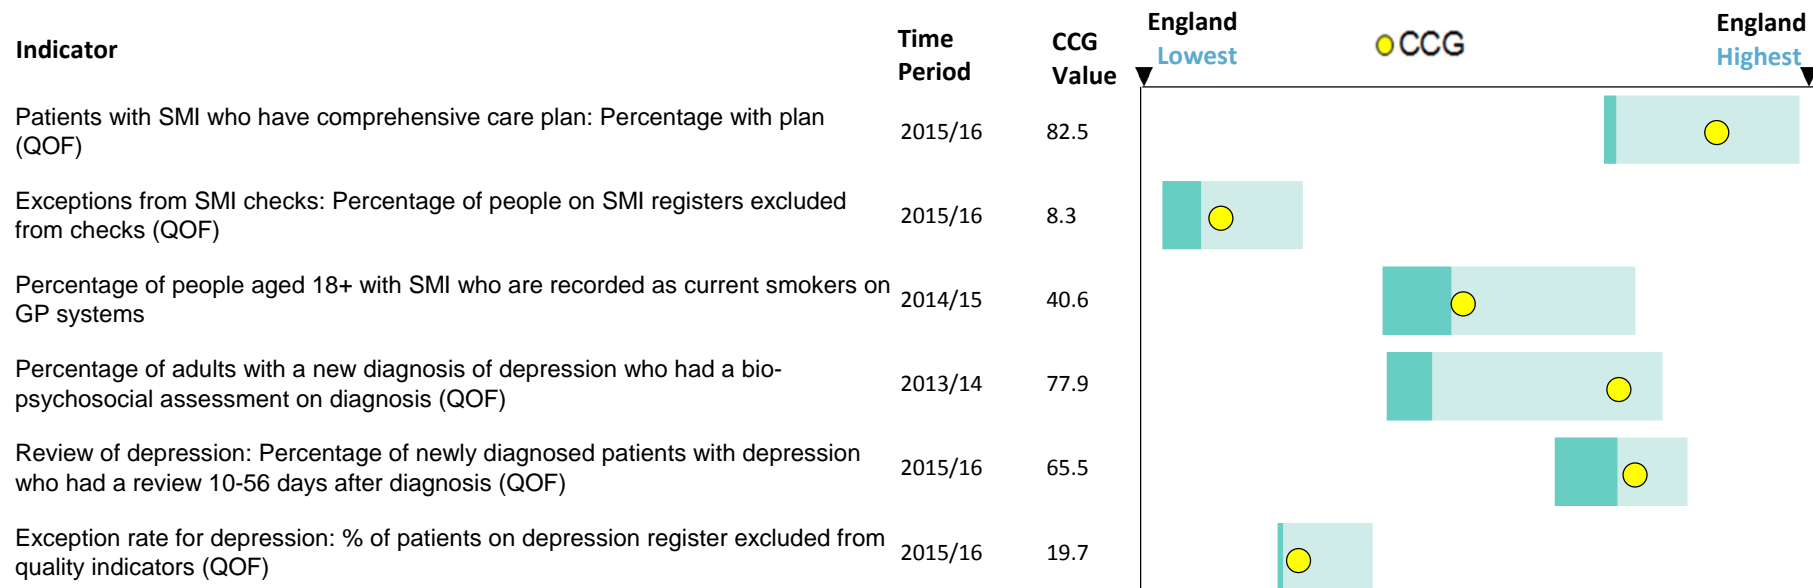 Indicator
Time Period
CCG Value
England Lowest
CCG
England Highest
Patients with SMI who have comprehensive care plan: Percentage with plan
(QOF)
2015/16
82.5
Exceptions from SMI checks: Percentage of people on SMI registers excluded
from checks (QOF)
2015/16
8.3
Percentage of people aged 18+ with SMI who are recorded as current smokers on
GP systems
2014/15
40.6
Percentage of adults with a new diagnosis of depression who had a bio-
psychosocial assessment on diagnosis (QOF)
2013/14
77.9
Review of depression: Percentage of newly diagnosed patients with depression
who had a review 10-56 days after diagnosis (QOF)
2015/16
65.5
Exception rate for depression: % of patients on depression register excluded from
quality indicators (QOF)
2015/16
19.7